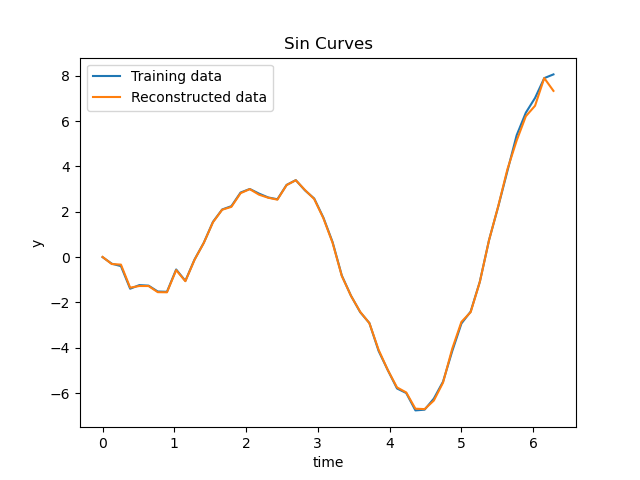 Sin Curves
Training data
Reconstructed data
8
6
4
2
0
−2
−4
−6
y
0 1 2 3 4 5 6
time